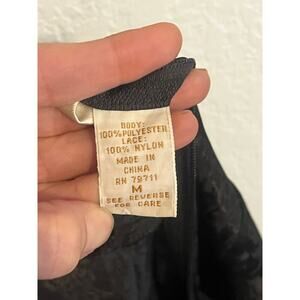 BODY:
100% POLYESTER
LACE:
100% NYLON
MADE IN
CHINA
RN 79711
M
SEE REVERSE
FOR CARE